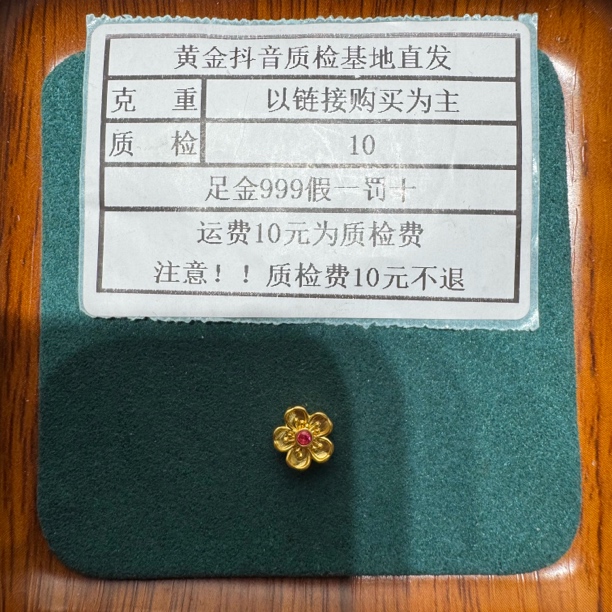 黄金抖音质检基地直发
克 重 以链接购买为主
质 检 10
足金999假一罚十
运费10元为质检费
注意！！质检费10元不退